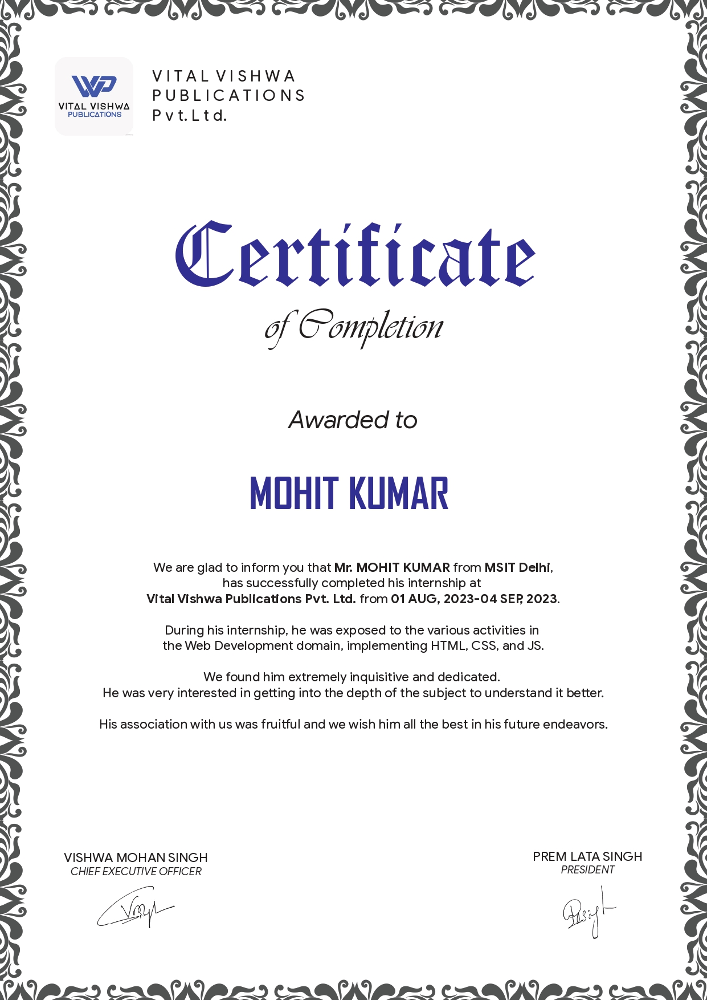 VITAL VISHWA
PUBLICATIONS
VITAL VISHWA
PUBLICATIONS
Pvt.Ltd.
Certificate
of Completion
Awarded to
MOHIT KUMAR
We are glad to inform you that Mr. MOHIT KUMAR from MSIT Delhi,
has successfully completed his internship at
Vital Vishwa Publications Pvt. Ltd. from 01 AUG, 2023-04 SEP, 2023.
During his internship, he was exposed to the various activities in
the Web Development domain, implementing HTML, CSS, and JS.
We found him extremely inquisitive and dedicated.
He was very interested in getting into the depth of the subject to understand it better.
His association with us was fruitful and we wish him all the best in his future endeavors.
VISHWA MOHAN SINGH
CHIEF EXECUTIVE OFFICER
PREM LATA SINGH
PRESIDENT